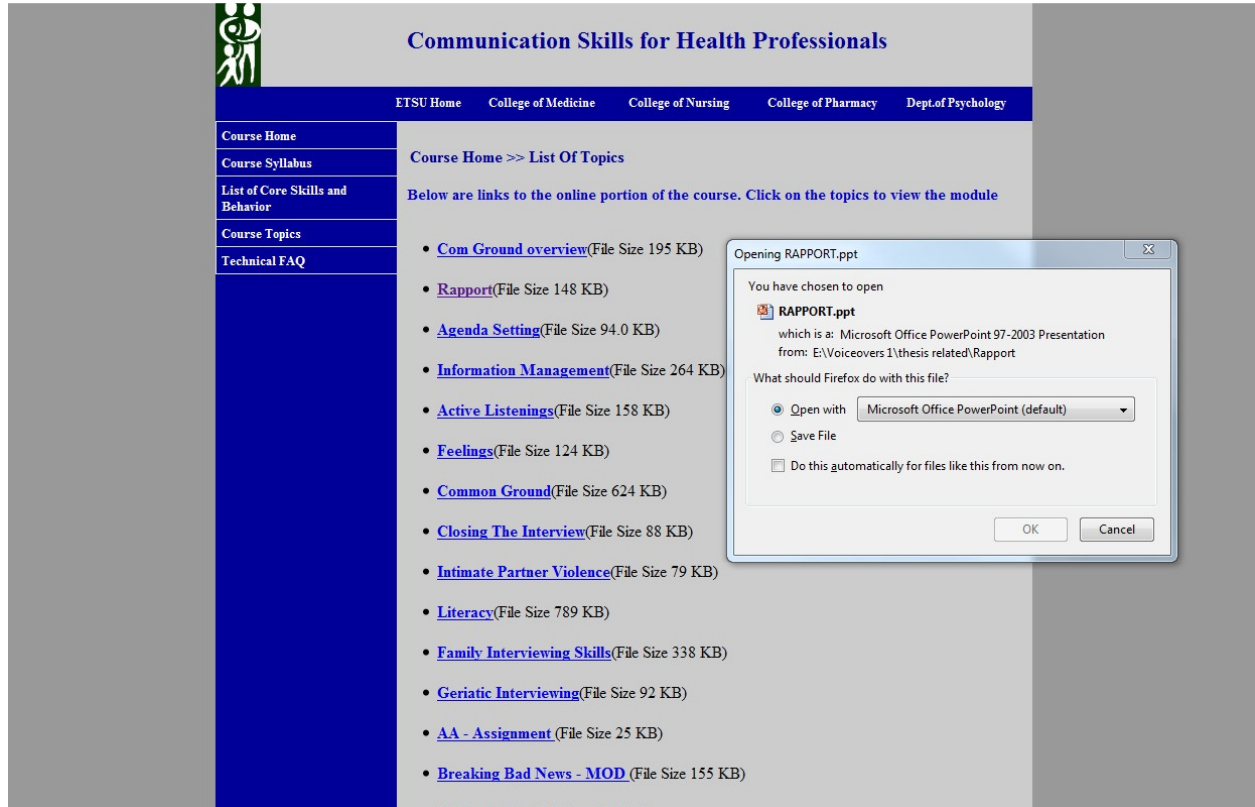 Communication Skills for Health Professionals
ETSU Home College of Medicine College of Nursing College of Pharmacy Dept.of Psychology
Course Home
Course Syllabus
List of Core Skills and
Behavior
Course Topics
Technical FAQ
Course Home >> List Of Topics
Below are links to the online portion of the course. Click on the topics to view the module
• Com Ground overview(File Size 195 KB)
• Rapport(File Size 148 KB)
• Agenda Setting(File Size 94.0 KB)
• Information Management(File Size 264 KB)
• Active Listenings(File Size 158 KB)
• Feelings(File Size 124 KB)
• Common Ground(File Size 624 KB)
• Closing The Interview(File Size 88 KB)
• Intimate Partner Violence(File Size 79 KB)
• Literacy(File Size 789 KB)
• Family Interviewing Skills(File Size 338 KB)
• Geriatic Interviewing(File Size 92 KB)
• AA - Assignment (File Size 25 KB)
• Breaking Bad News - MOD (File Size 155 KB)
Opening RAPPORT.ppt
You have chosen to open
RAPPORT.ppt
which is a: Microsoft Office PowerPoint 97-2003 Presentation
from: E:\Voiceovers 1\thesis related\Rapport
What should Firefox do with this file?
Open with Microsoft Office PowerPoint (default)
Save File
Do this automatically for files like this from now on.
OK Cancel